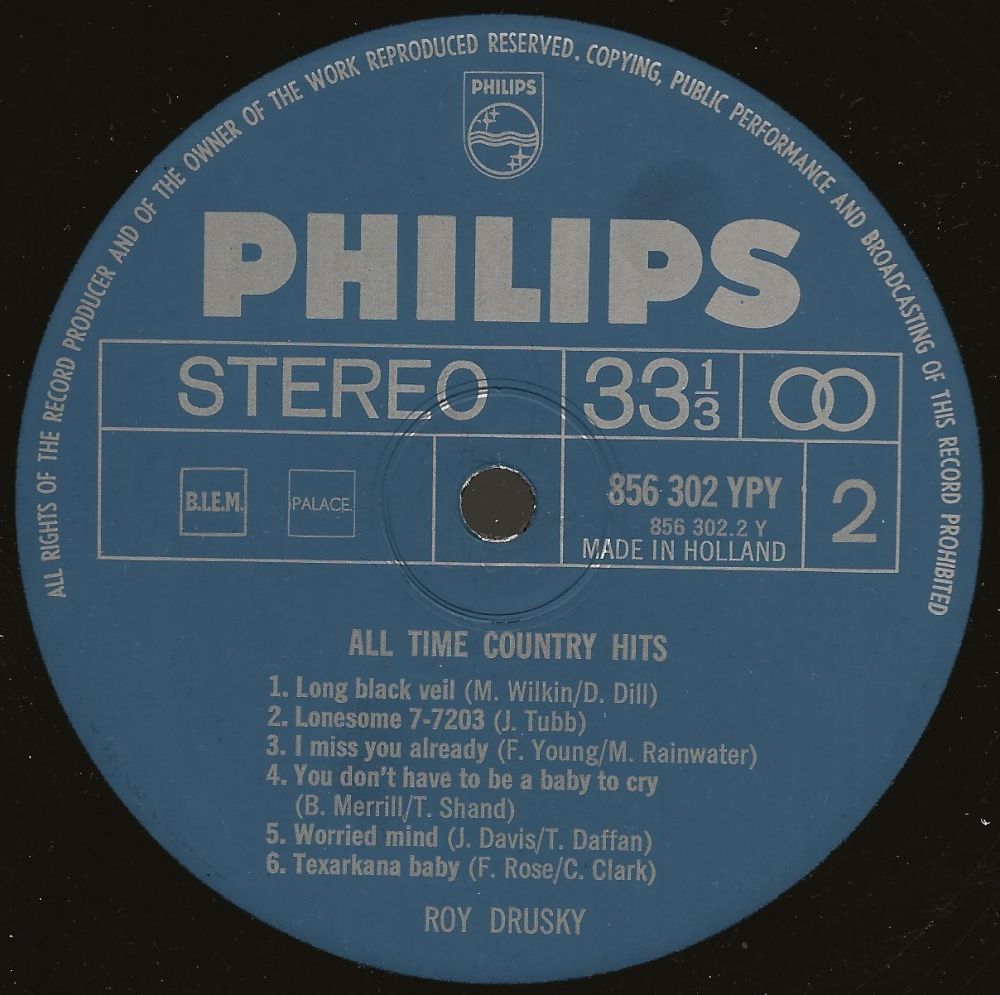 ALL RIGHTS OF THE RECORD PRODUCER AND OF THE OWNER OF THE WORK REPRODUCED RESERVED. COPYING, PUBLIC PERFORMANCE AND BROADCASTING OF THIS RECORD PROHIBITED
PHILIPS
PHILIPS
STEREO 33 1/3
B.I.E.M. PALACE 856 302 YPY 2
856 302.2 Y
MADE IN HOLLAND
ALL TIME COUNTRY HITS
1. Long black veil (M. Wilkin/D. Dill)
2. Lonesome 7-7203 (J. Tubb)
3. I miss you already (F. Young/M. Rainwater)
4. You don't have to be a baby to cry
(B. Merrill/T. Shand)
5. Worried mind (J. Davis/T. Daffan)
6. Texarkana baby (F. Rose/C. Clark)
ROY DRUSKY